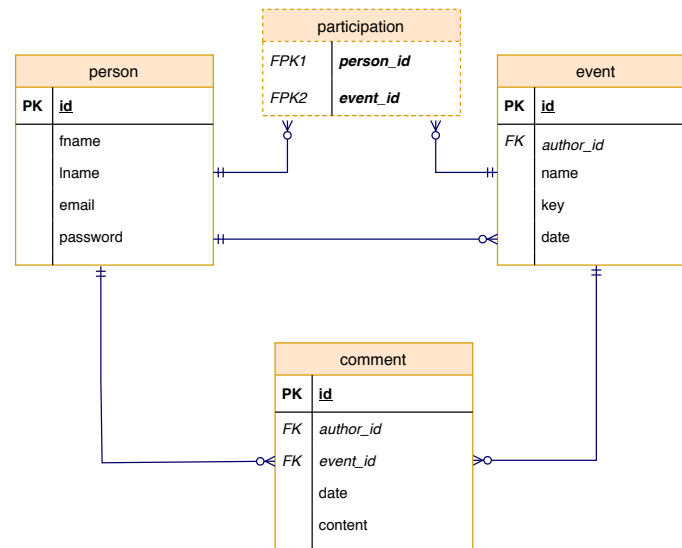 participation
FPK1 person_id
FPK2 event_id
person
PK id
fname
lname
email
password
event
PK id
FK author_id
name
key
date
comment
PK id
FK author_id
FK event_id
date
content